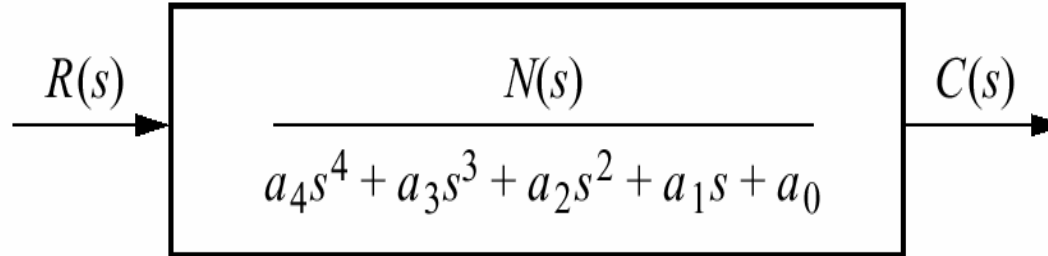 R(s)
N(s)
C(s)
a₄s⁴ + a₃s³ + a₂s² + a₁s + a₀